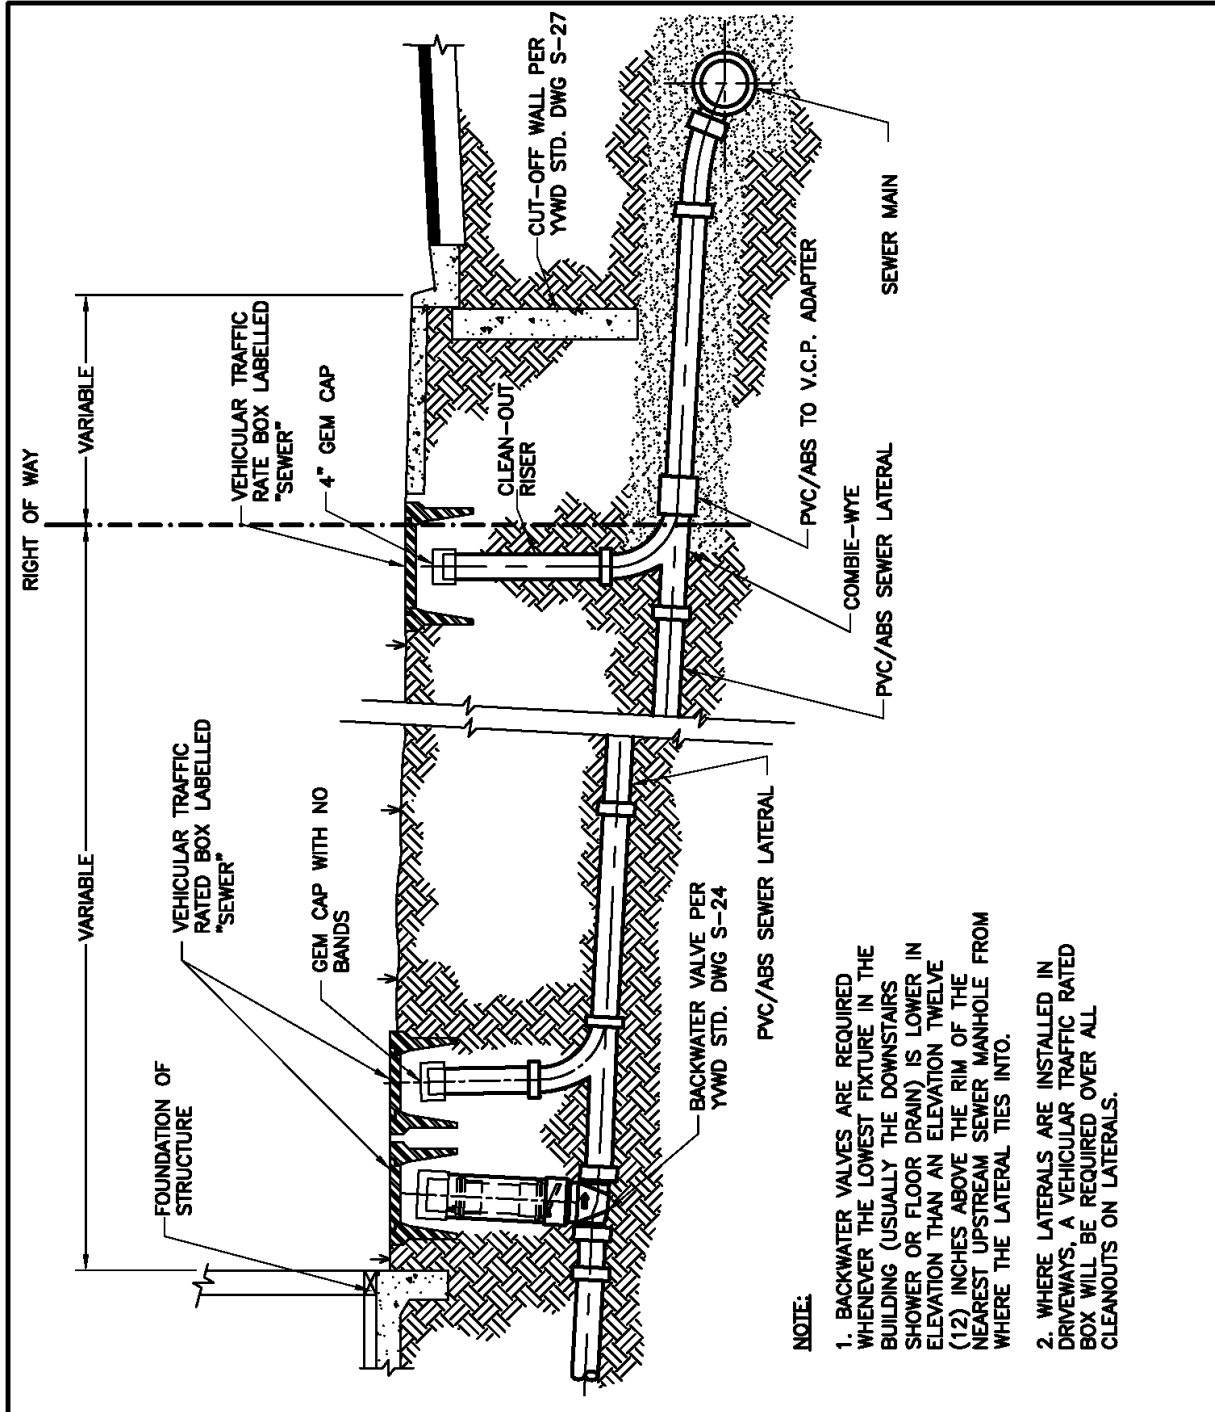 RIGHT OF WAY
VARIABLE
VARIABLE
FOUNDATION OF
STRUCTURE
VEHICULAR TRAFFIC
RATED BOX LABELLED
"SEWER"
GEM CAP WITH NO
BANDS
VEHICULAR TRAFFIC
RATE BOX LABELLED
"SEWER"
4" GEM CAP
CLEAN-OUT
RISER
CUT-OFF WALL PER
YVWD STD. DWG S-27
BACKWATER VALVE PER
YVWD STD. DWG S-24
PVC/ABS SEWER LATERAL
PVC/ABS SEWER LATERAL
COMBIE-WYE
PVC/ABS TO V.C.P. ADAPTER
SEWER MAIN
NOTE:
1. BACKWATER VALVES ARE REQUIRED
WHENEVER THE LOWEST FIXTURE IN THE
BUILDING (USUALLY THE DOWNSTAIRS
SHOWER OR FLOOR DRAIN) IS LOWER IN
ELEVATION THAN AN ELEVATION TWELVE
(12) INCHES ABOVE THE RIM OF THE
NEAREST UPSTREAM SEWER MANHOLE FROM
WHERE THE LATERAL TIES INTO.
2. WHERE LATERALS ARE INSTALLED IN
DRIVEWAYS, A VEHICULAR TRAFFIC RATED
BOX WILL BE REQUIRED OVER ALL
CLEANOUTS ON LATERALS.